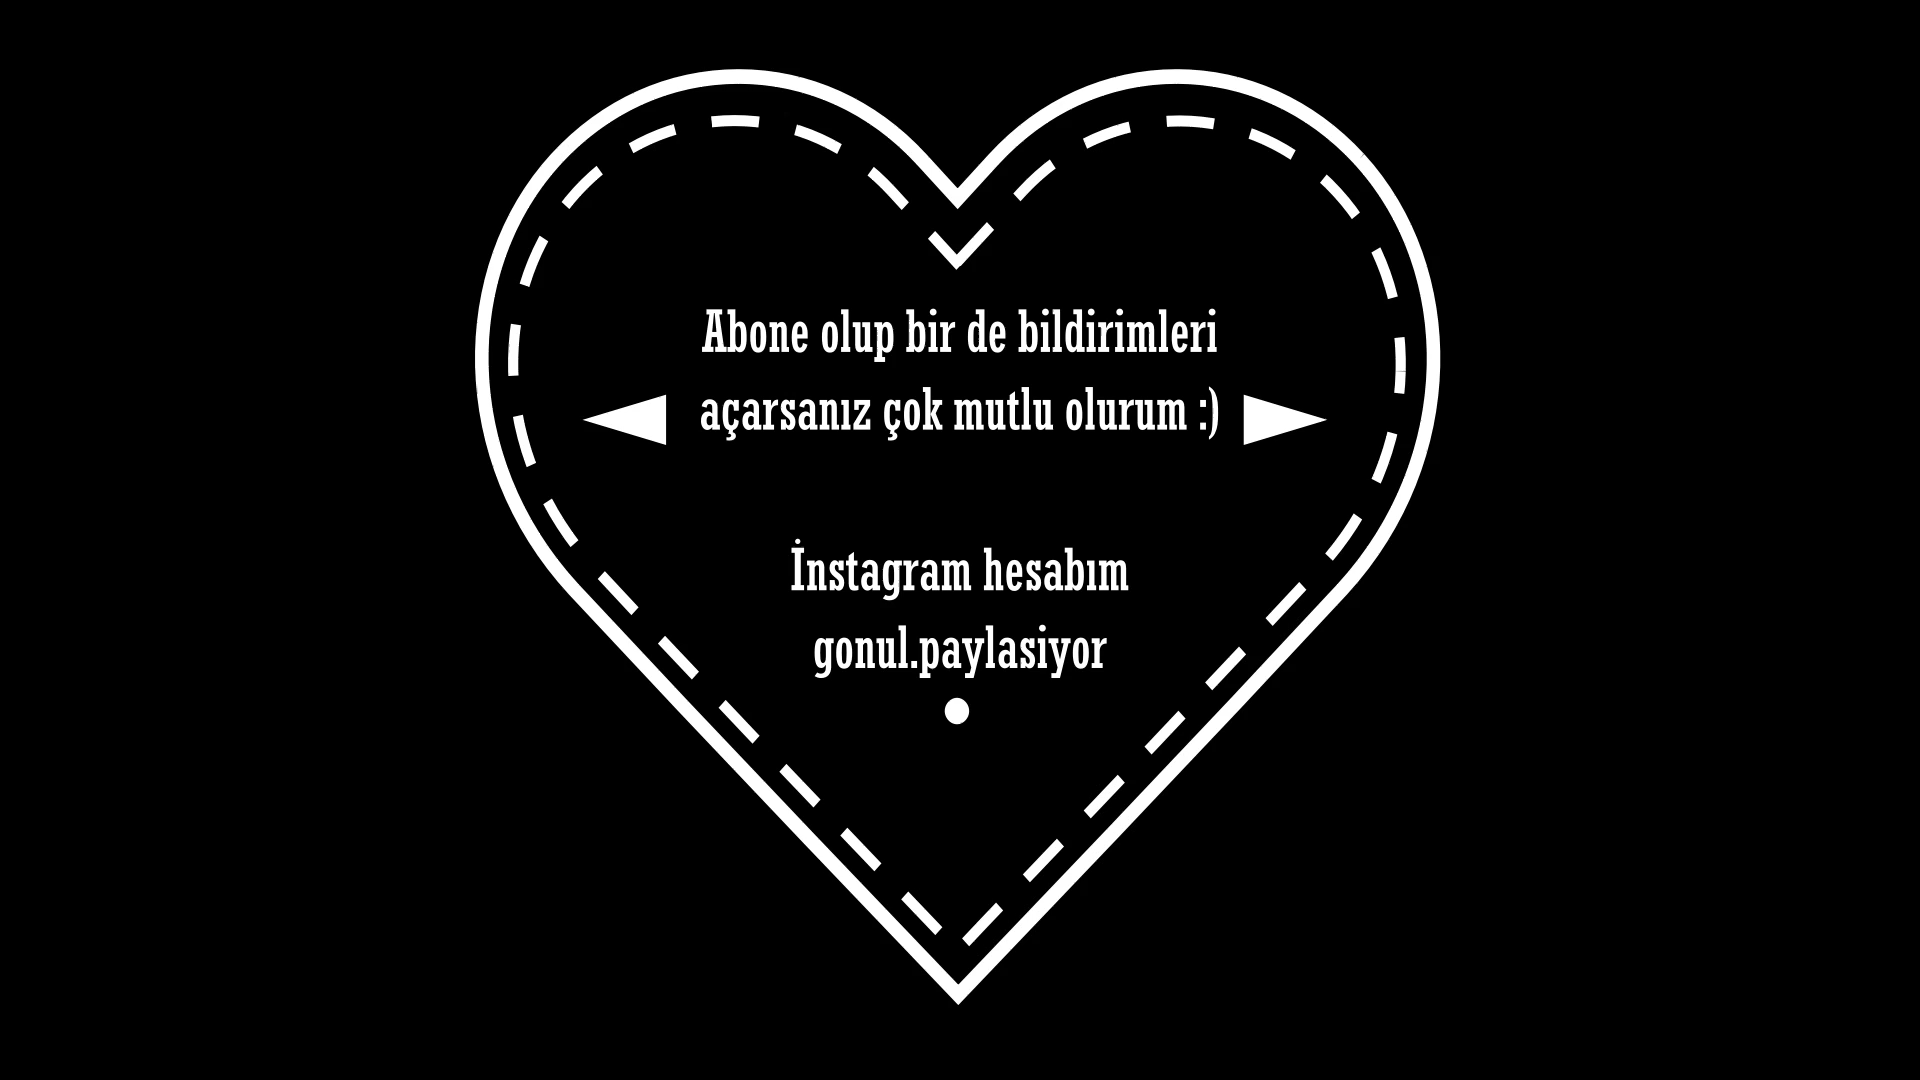 Abone olup bir de bildirimleri
açarsanız çok mutlu olurum :)
İnstagram hesabım
gonul.paylasiyor